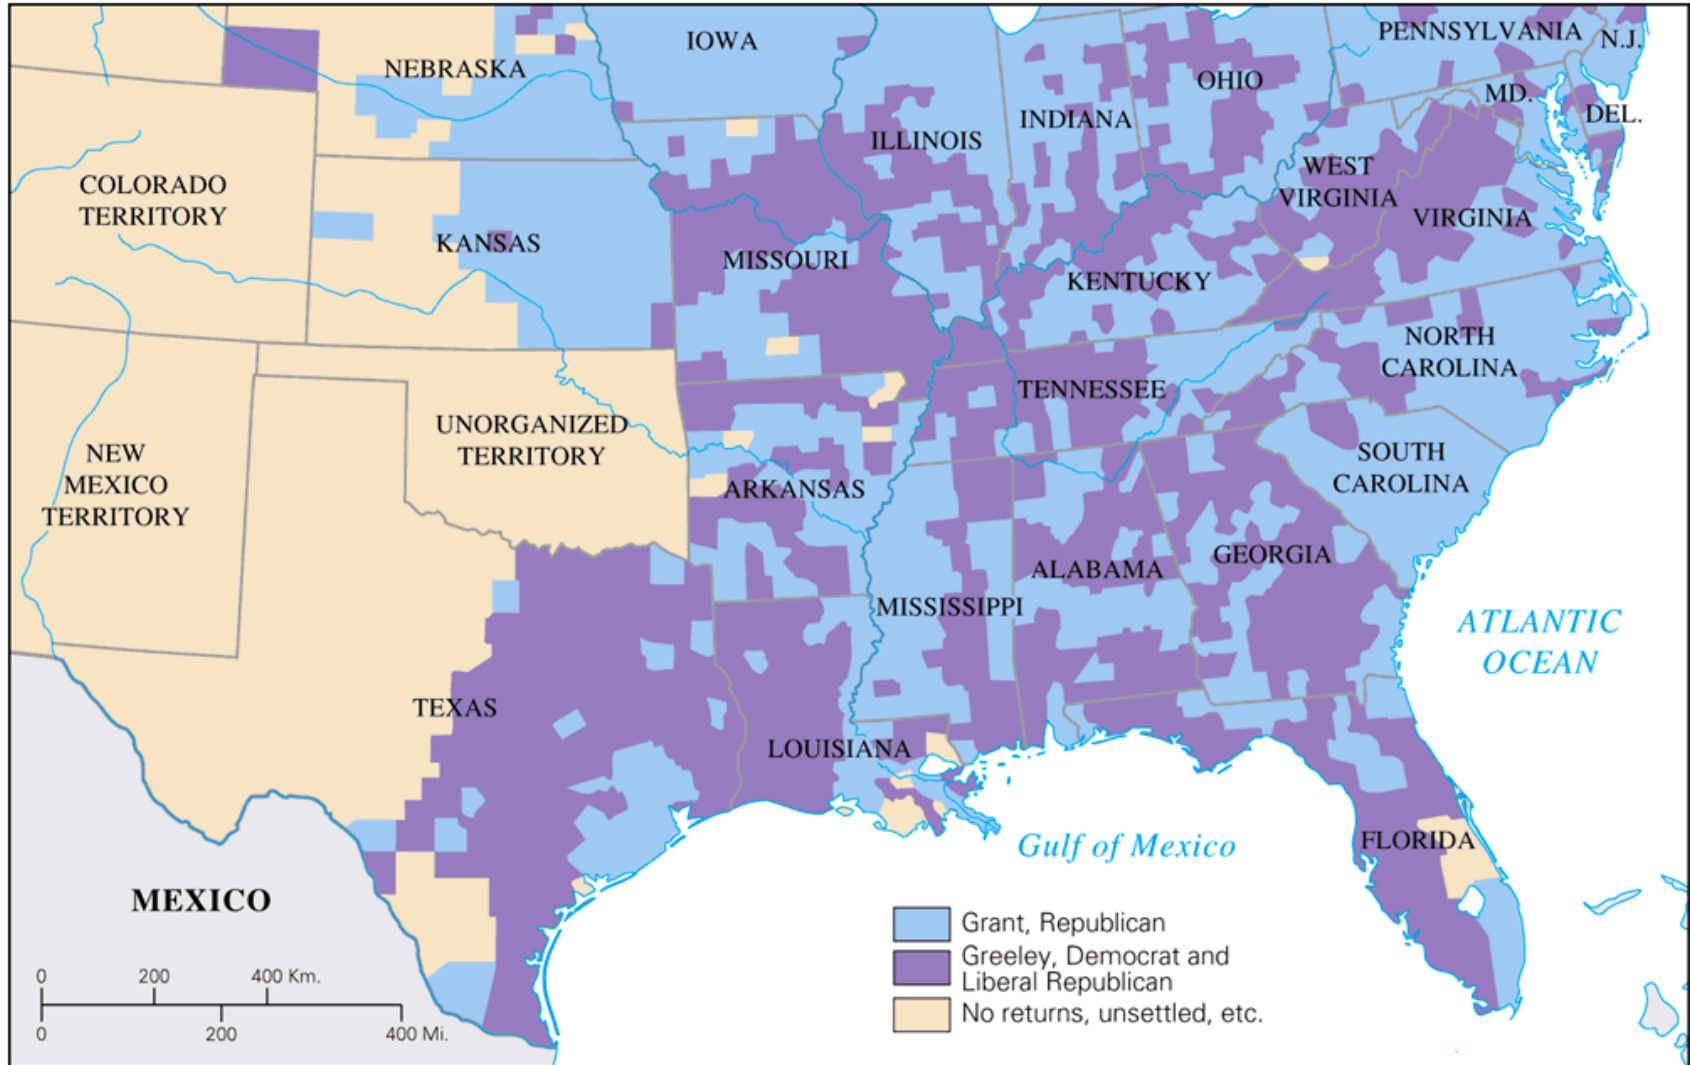 IOWA
PENNSYLVANIA
N.J.
NEBRASKA
OHIO
MD.
DEL.
INDIANA
ILLINOIS
COLORADO
TERRITORY
WEST
VIRGINIA
VIRGINIA
KANSAS
MISSOURI
KENTUCKY
NORTH
CAROLINA
TENNESSEE
UNORGANIZED
TERRITORY
NEW
MEXICO
TERRITORY
SOUTH
CAROLINA
ARKANSAS
GEORGIA
ALABAMA
MISSISSIPPI
ATLANTIC
OCEAN
TEXAS
LOUISIANA
FLORIDA
Gulf of Mexico
MEXICO
Grant, Republican
Greeley, Democrat and
Liberal Republican
No returns, unsettled, etc.
0 200 400 Km.
0 200 400 Mi.